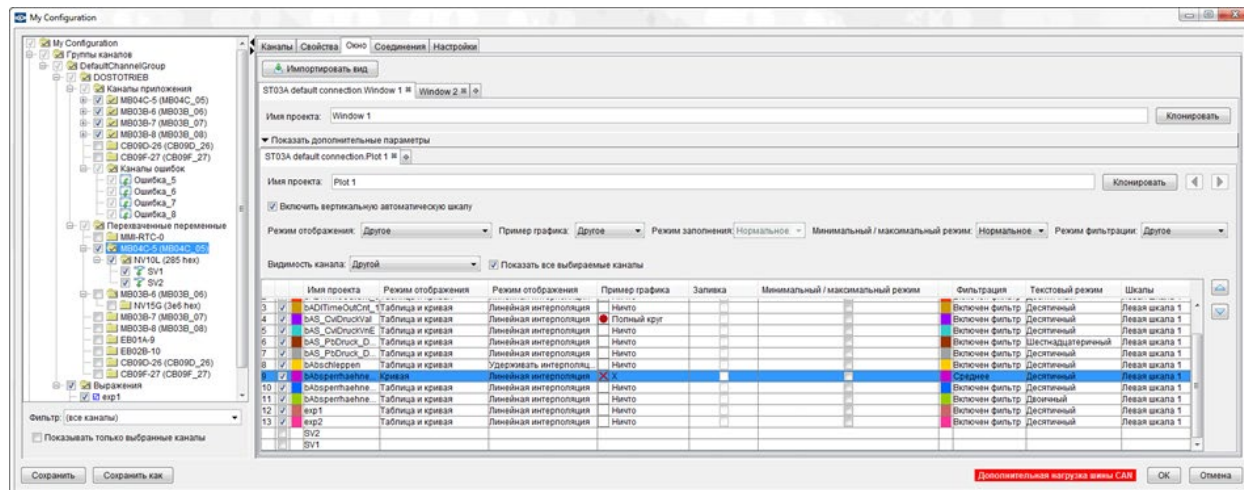 My Configuration
My Configuration
Группы каналов
DefaultChannelGroup
DOSTOTRIEB
Каналы приложения
MB04C-5 (MB04C_05)
MB03B-6 (MB03B_06)
MB03B-7 (MB03B_07)
MB03B-8 (MB03B_08)
CB09D-26 (CB09D_26)
CB09F-27 (CB09F_27)
Каналы ошибок
Ошибка_5
Ошибка_6
Ошибка_7
Ошибка_8
Перехваченные переменные
MMI-RTC-0
MB04C-5 (MB04C_05)
NV10L (285 hex)
SV1
SV2
MB03B-6 (MB03B_06)
NV15G (3e6 hex)
MB03B-7 (MB03B_07)
MB03B-8 (MB03B_08)
EB01A-9
EB02B-10
CB09D-26 (CB09D_26)
CB09F-27 (CB09F_27)
Выражения
exp1
Фильтр: (все каналы)
Показывать только выбранные каналы
Каналы Свойства Окно Соединения Настройки
Импортировать вид
ST03A default connection:Window 1 Window 2
Имя проекта: Window 1 Клонировать
Показать дополнительные параметры
ST03A default connection:Plot 1
Имя проекта: Plot 1 Клонировать
Включить вертикальную автоматическую шкалу
Режим отображения: Другое Пример графика: Другое Режим заполнения: Нормальное Минимальный / максимальный режим: Нормальное Режим фильтрации: Другое
Видимость канала: Другой Показать все выбираемые каналы
Имя проекта Режим отображения Режим отображения Пример графика Заливка Минимальный / максимальный режим Фильтрация Текстовый режим Шкалы
3 bADITimeOutCnt_1 Таблица и кривая Линейная интерполяция Ничто Включен фильтр Десятичный Левая шкала 1
4 bAS_CvlDruckVal Таблица и кривая Линейная интерполяция Полный круг Включен фильтр Десятичный Левая шкала 1
5 bAS_CvlDruckVnE Таблица и кривая Линейная интерполяция Ничто Включен фильтр Десятичный Левая шкала 1
6 bAS_PbDruck_D... Таблица и кривая Линейная интерполяция Ничто Включен фильтр Шестнадцатеричный Левая шкала 1
7 bAS_PbDruck_D... Таблица и кривая Линейная интерполяция Ничто Включен фильтр Десятичный Левая шкала 1
8 bAbschleppen Таблица и кривая Удерживать интерполяц... Ничто Включен фильтр Десятичный Левая шкала 1
9 bAbsperrhaehne... Кривая Линейная интерполяция X Среднее Десятичный Левая шкала 1
10 bAbsperrhaehne... Таблица и кривая Линейная интерполяция Ничто Включен фильтр Десятичный Левая шкала 1
11 bAbsperrhaehne... Таблица и кривая Линейная интерполяция Ничто Включен фильтр Двоичный Левая шкала 1
12 exp1 Таблица и кривая Линейная интерполяция Ничто Включен фильтр Десятичный Левая шкала 1
13 exp2 Таблица и кривая Линейная интерполяция Ничто Включен фильтр Десятичный Левая шкала 1
SV2
SV1
Сохранить Сохранить как Дополнительная нагрузка шины CAN OK Отмена